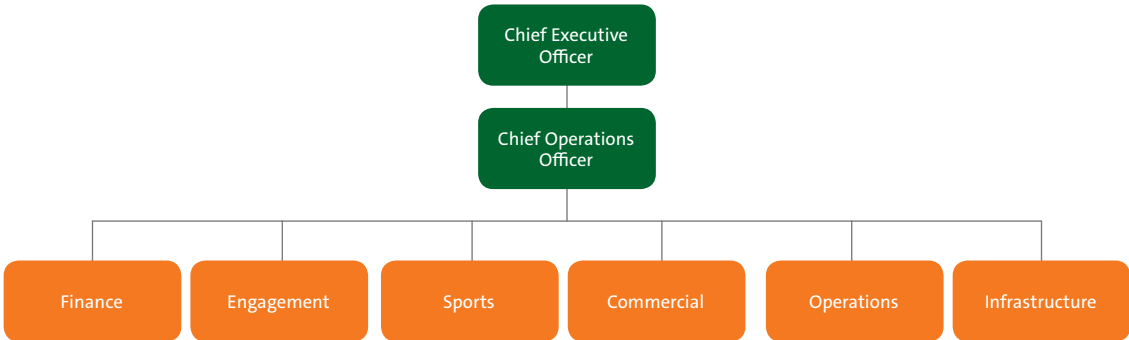 Chief Executive
Officer
Chief Operations
Officer
Finance
Engagement
Sports
Commercial
Operations
Infrastructure